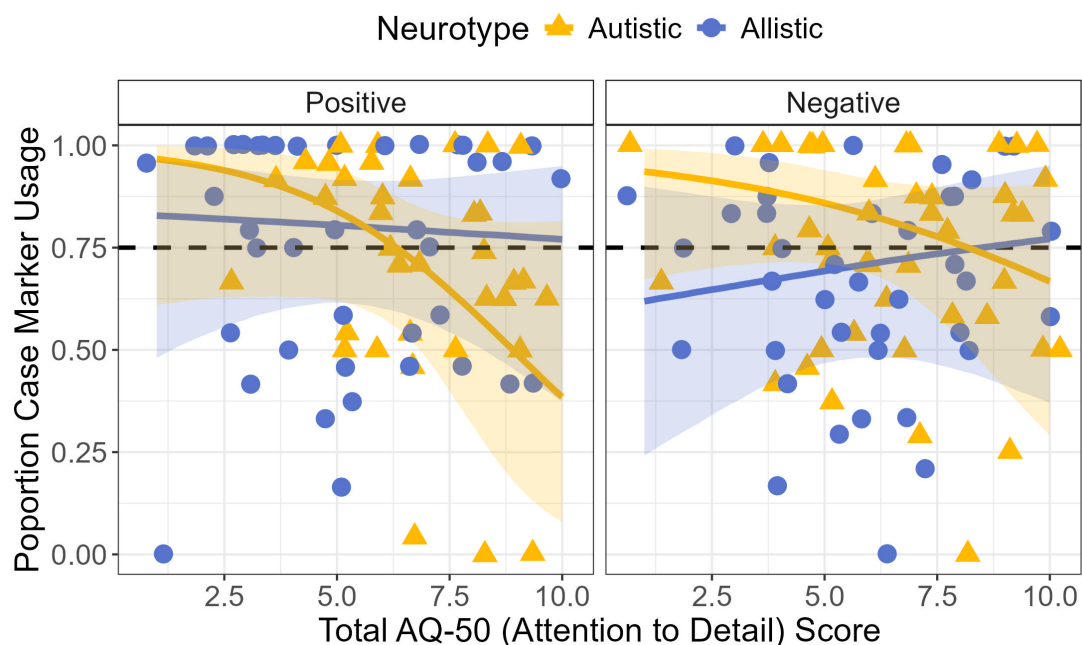 Neurotype Autistic Allistic
Positive Negative
Poportion Case Marker Usage
1.00
0.75
0.50
0.25
0.00
2.5 5.0 7.5 10.0 2.5 5.0 7.5 10.0
Total AQ-50 (Attention to Detail) Score